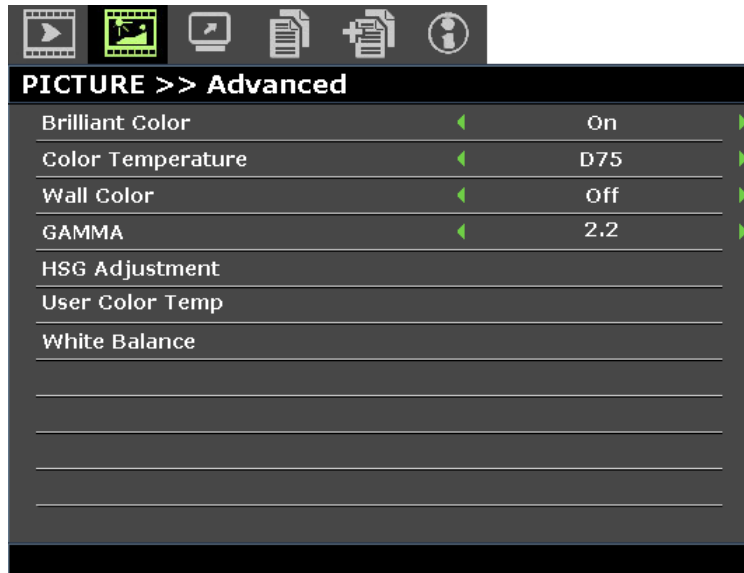 PICTURE >> Advanced
Brilliant Color On
Color Temperature D75
Wall Color Off
GAMMA 2.2
HSG Adjustment
User Color Temp
White Balance